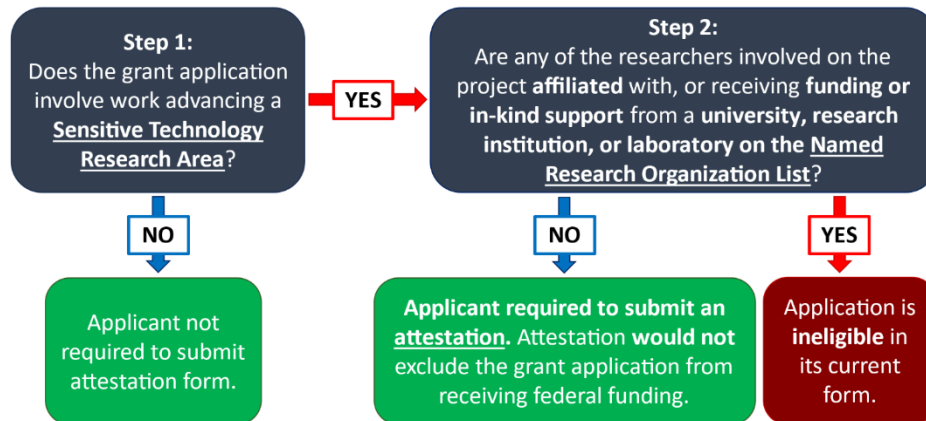 Step 1:
Does the grant application
involve work advancing a
Sensitive Technology
Research Area?
YES
Step 2:
Are any of the researchers involved on the
project affiliated with, or receiving funding or
in-kind support from a university, research
institution, or laboratory on the Named
Research Organization List?
NO
Applicant not
required to submit
attestation form.
NO
Applicant required to submit an
attestation. Attestation would not
exclude the grant application from
receiving federal funding.
YES
Application is
ineligible in
its current
form.